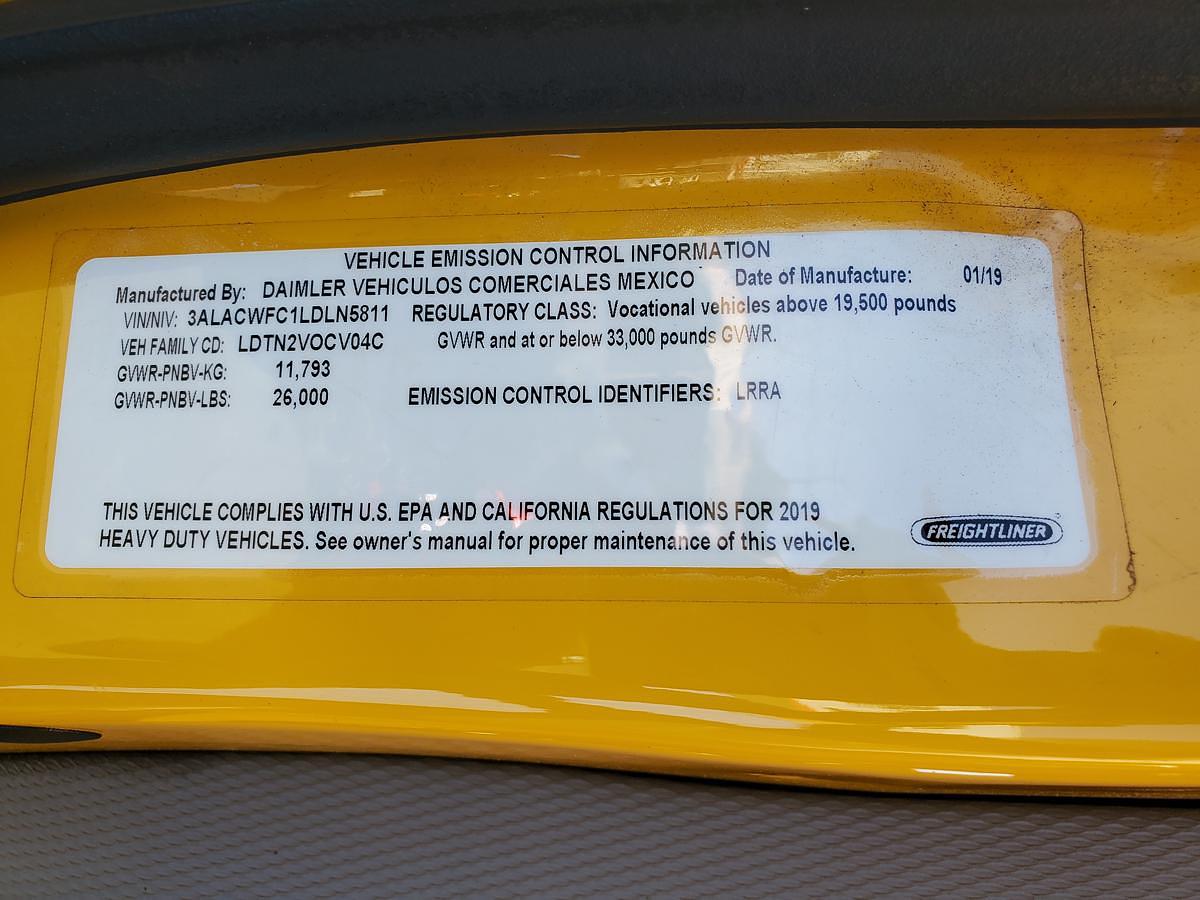 VEHICLE EMISSION CONTROL INFORMATION
Manufactured By: DAIMLER VEHICULOS COMERCIALES MEXICO Date of Manufacture: 01/19
VIN/NIV: 3ALACWFC1LDLN5811 REGULATORY CLASS: Vocational vehicles above 19,500 pounds
VEH FAMILY CD: LDTN2VOCV04C GVWR and at or below 33,000 pounds GVWR.
GVWR-PNBV-KG: 11,793
GVWR-PNBV-LBS: 26,000 EMISSION CONTROL IDENTIFIERS: LRRA
THIS VEHICLE COMPLIES WITH U.S. EPA AND CALIFORNIA REGULATIONS FOR 2019
HEAVY DUTY VEHICLES. See owner's manual for proper maintenance of this vehicle.
FREIGHTLINER